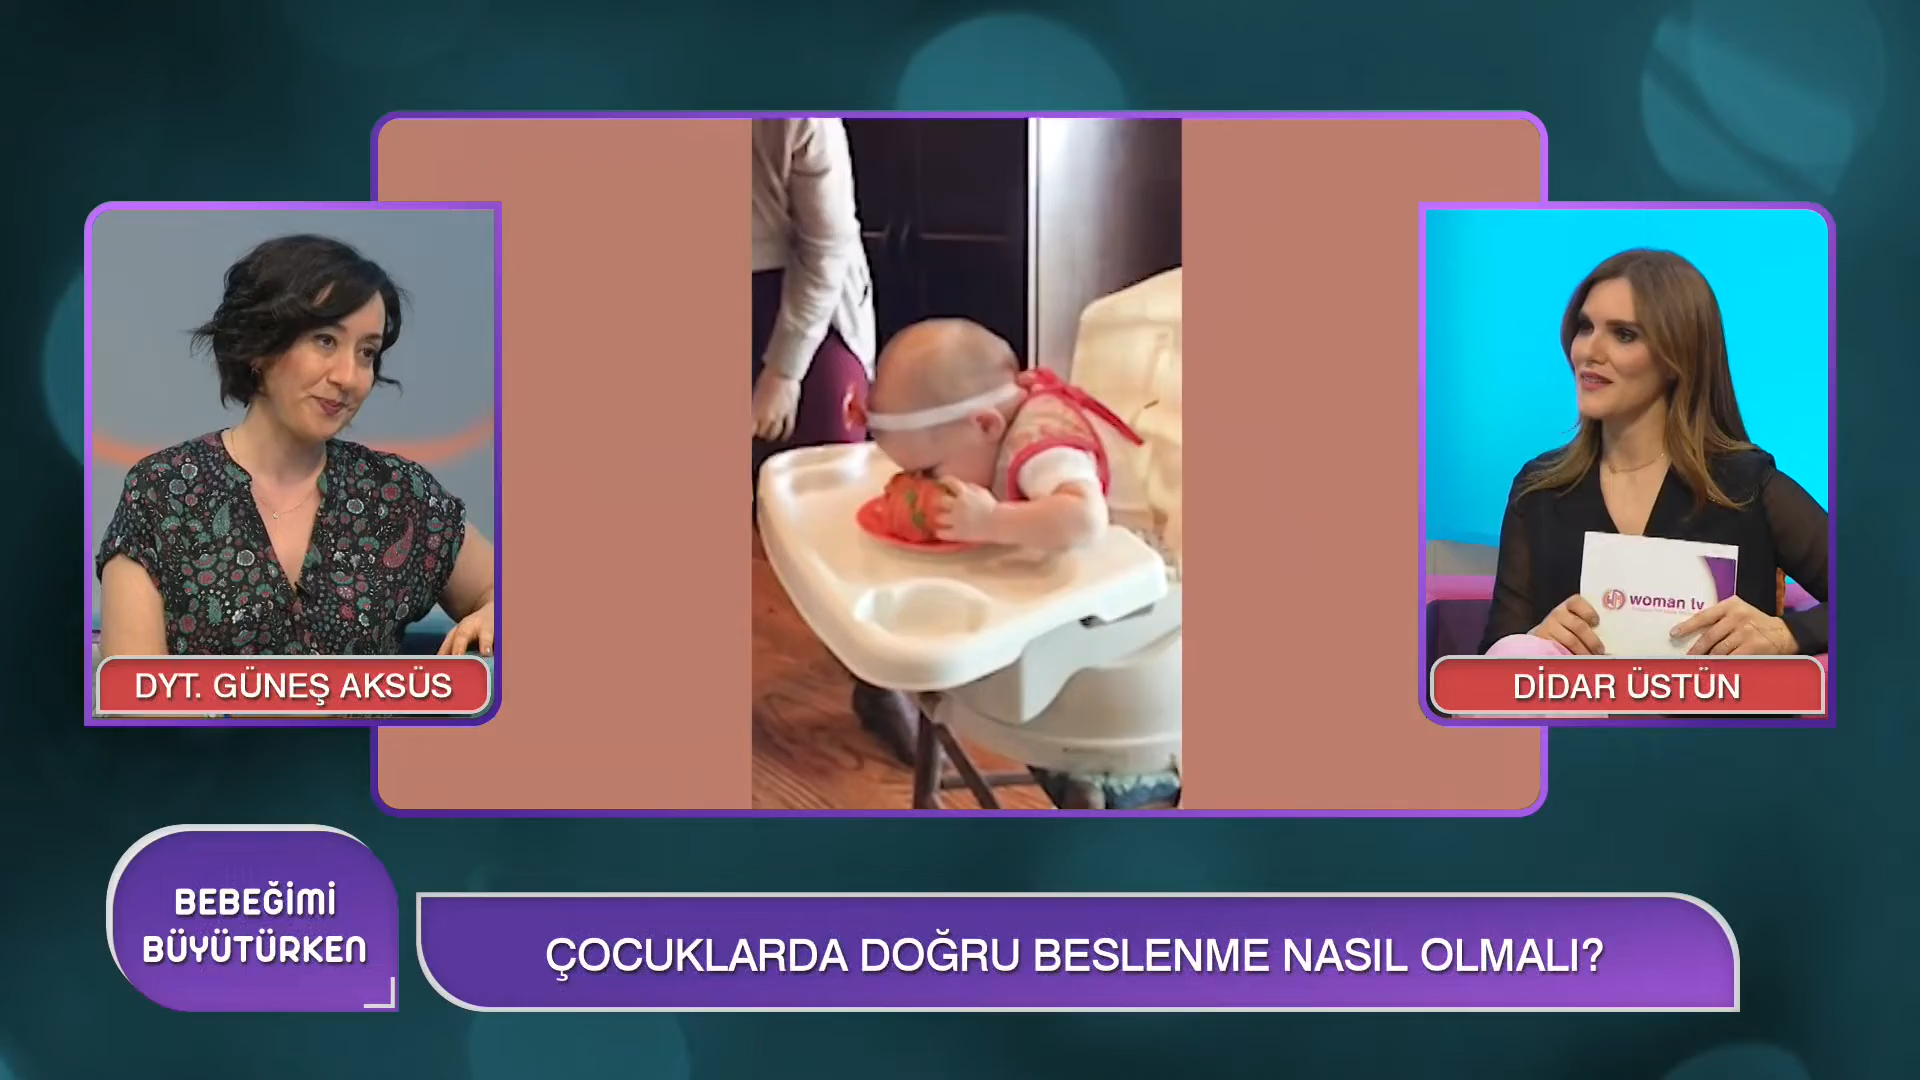 DYT. GÜNEŞ AKSÜS
woman tv
DİDAR ÜSTÜN
BEBEĞİMİ
BÜYÜTÜRKEN
ÇOCUKLARDA DOĞRU BESLENME NASIL OLMALI?